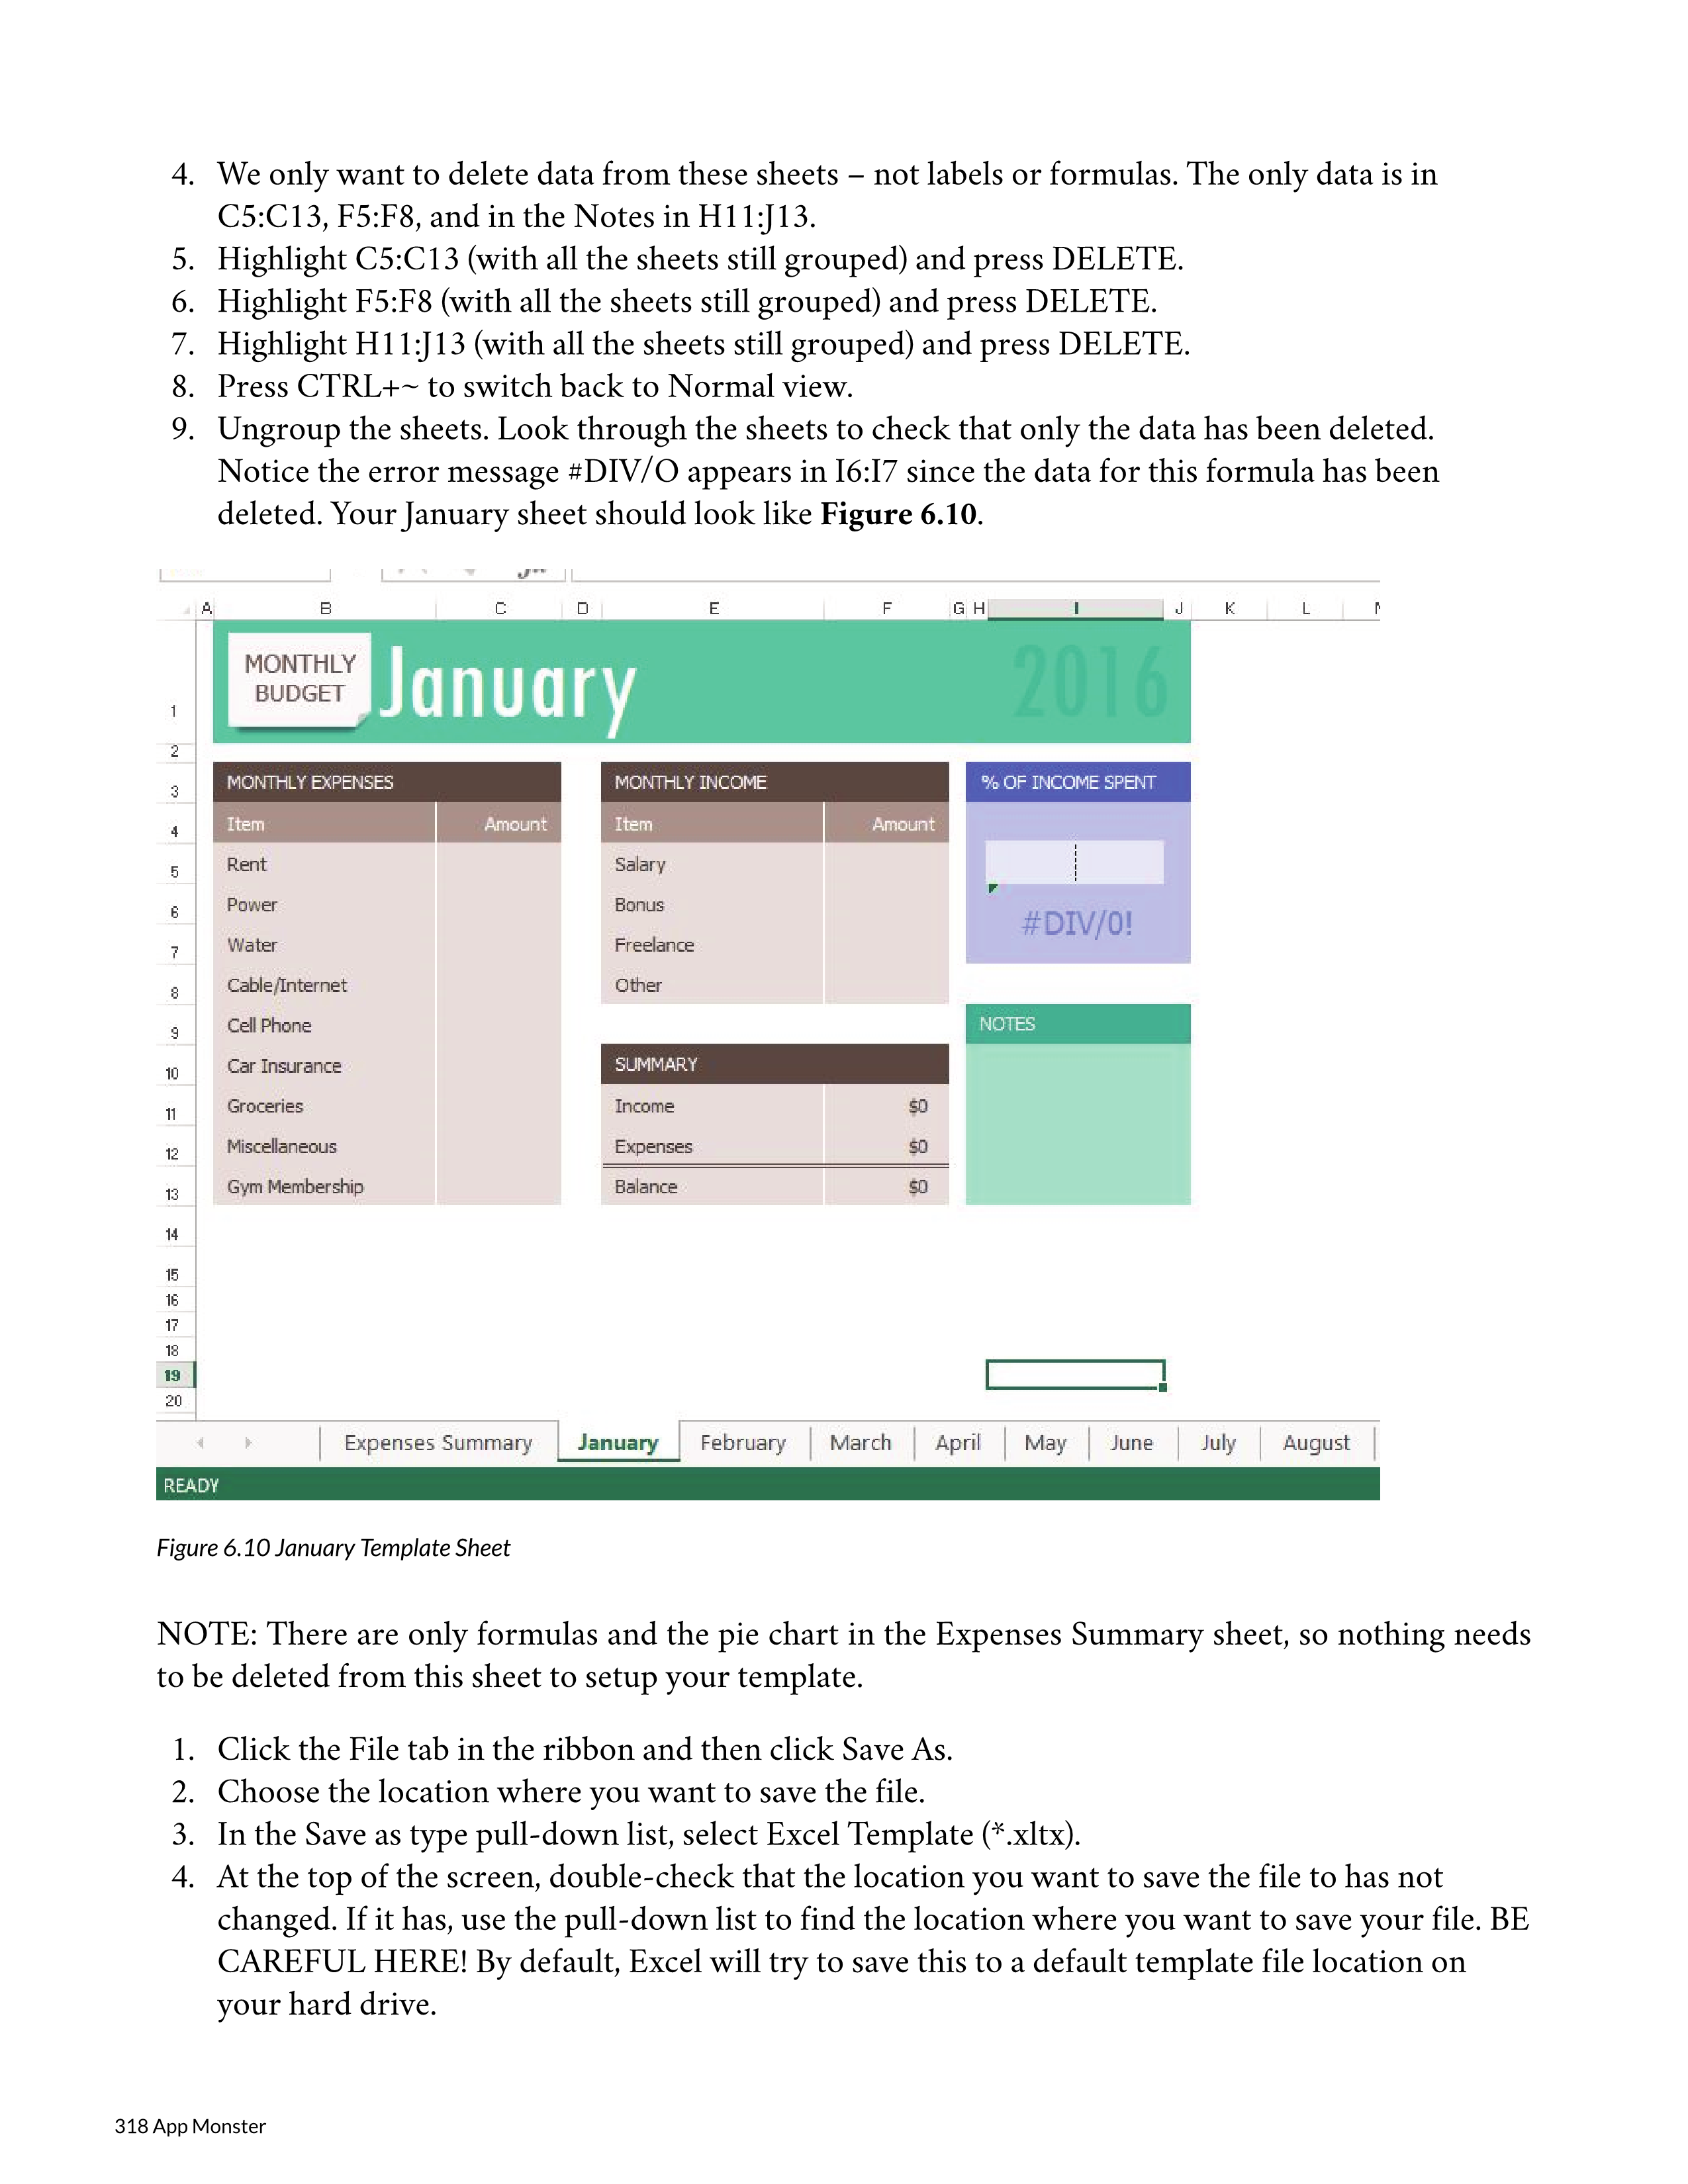 4. We only want to delete data from these sheets – not labels or formulas. The only data is in
C5:C13, F5:F8, and in the Notes in H11:J13.
5. Highlight C5:C13 (with all the sheets still grouped) and press DELETE.
6. Highlight F5:F8 (with all the sheets still grouped) and press DELETE.
7. Highlight H11:J13 (with all the sheets still grouped) and press DELETE.
8. Press CTRL+~ to switch back to Normal view.
9. Ungroup the sheets. Look through the sheets to check that only the data has been deleted.
Notice the error message #DIV/O appears in I6:I7 since the data for this formula has been
deleted. Your January sheet should look like Figure 6.10.
A B C D E F G H I J K L
1 MONTHLY BUDGET January 2016
2
3 MONTHLY EXPENSES MONTHLY INCOME % OF INCOME SPENT
4 Item Amount Item Amount
5 Rent Salary
6 Power Bonus
#DIV/0!
7 Water Freelance
8 Cable/Internet Other
9 Cell Phone NOTES
10 Car Insurance SUMMARY
11 Groceries Income $0
12 Miscellaneous Expenses $0
13 Gym Membership Balance $0
14
15
16
17
18
19
20
Expenses Summary January February March April May June July August
READY
Figure 6.10 January Template Sheet
NOTE: There are only formulas and the pie chart in the Expenses Summary sheet, so nothing needs
to be deleted from this sheet to setup your template.
1. Click the File tab in the ribbon and then click Save As.
2. Choose the location where you want to save the file.
3. In the Save as type pull-down list, select Excel Template (*.xltx).
4. At the top of the screen, double-check that the location you want to save the file to has not
changed. If it has, use the pull-down list to find the location where you want to save your file. BE
CAREFUL HERE! By default, Excel will try to save this to a default template file location on
your hard drive.
318 App Monster